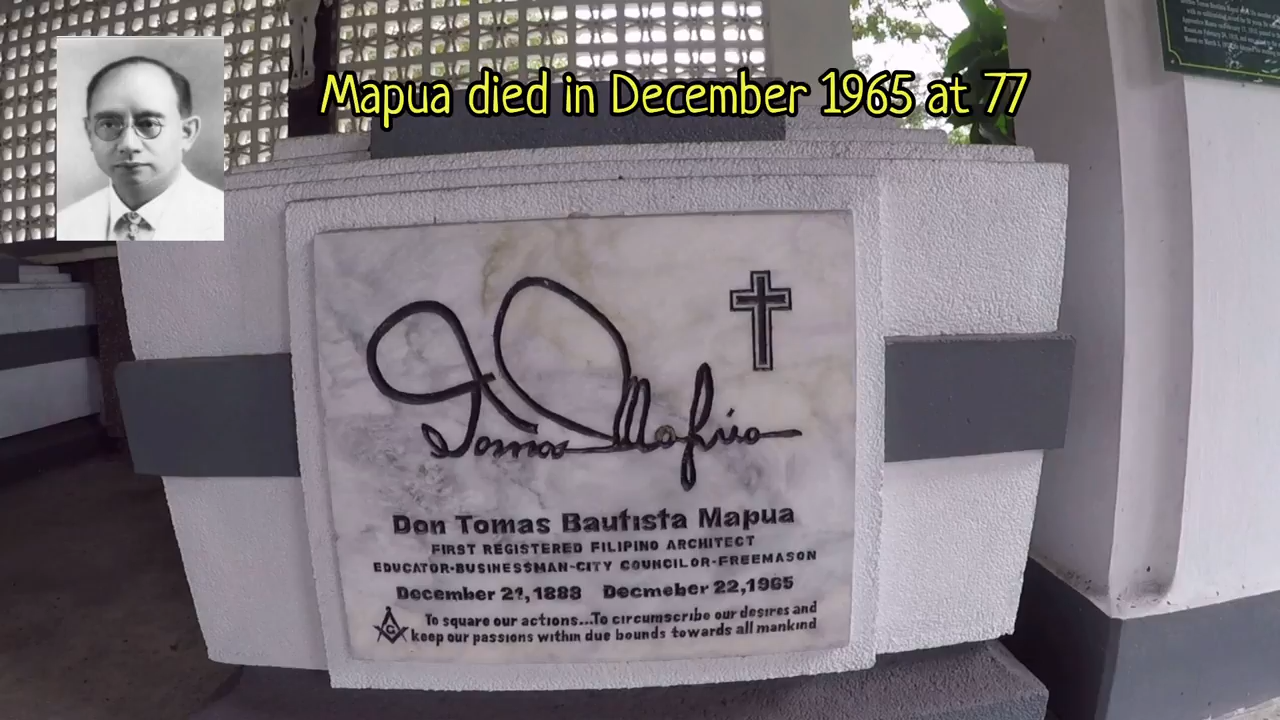 Mapua died in December 1965 at 77
Tomas Mapua
Don Tomas Bautista Mapua
FIRST REGISTERED FILIPINO ARCHITECT
EDUCATOR-BUSINESSMAN-CITY COUNCILOR-FREEMASON
December 21, 1888 Decmeber 22, 1965
To square our actions...To circumscribe our desires and
G keep our passions within due bounds towards all mankind